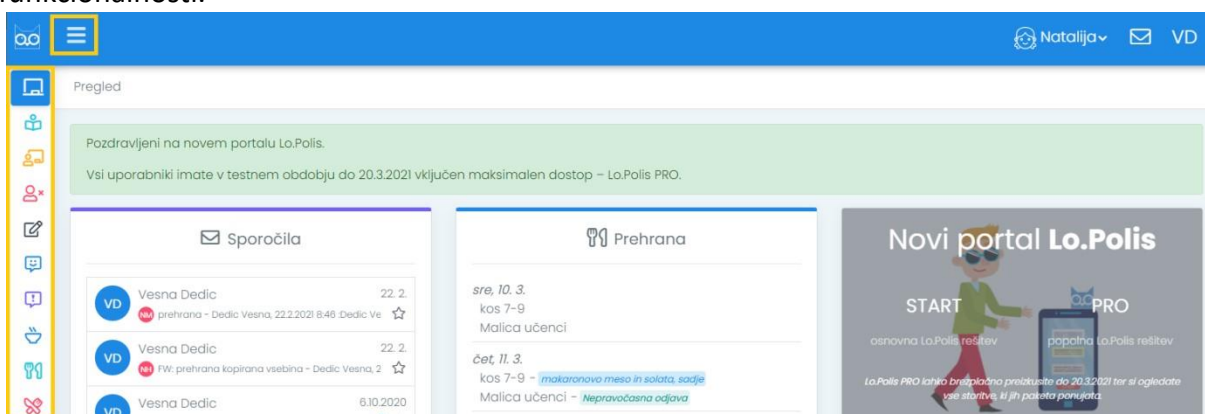 funkcionalnosti.
Natalija
VD
Pregled
Pozdravljeni na novem portalu Lo.Polis.
Vsi uporabniki imate v testnem obdobju do 20.3.2021 vključen maksimalen dostop – Lo.Polis PRO.
Sporočila
VD
Vesna Dedic
22. 2.
NM prehrana - Dedic Vesna, 22.2.2021 8:46 :Dedic Ve
VD
Vesna Dedic
22. 2.
NH FW: prehrana kopirana vsebina - Dedic Vesna, 2
VD
Vesna Dedic
6.10.2020
Prehrana
sre, 10. 3.
kos 7-9
Malica učenci
čet, 11. 3.
kos 7-9 - makaronovo meso in solata, sadje
Malica učenci - Nepravočasna odjava
Novi portal Lo.Polis
START
PRO
osnovna Lo.Polis rešitev
popolna Lo.Polis rešitev
Lo.Polis PRO lahko brezplačno preizkusite do 20.3.2021 ter si ogledate
vse storitve, ki jih paketa ponujata.